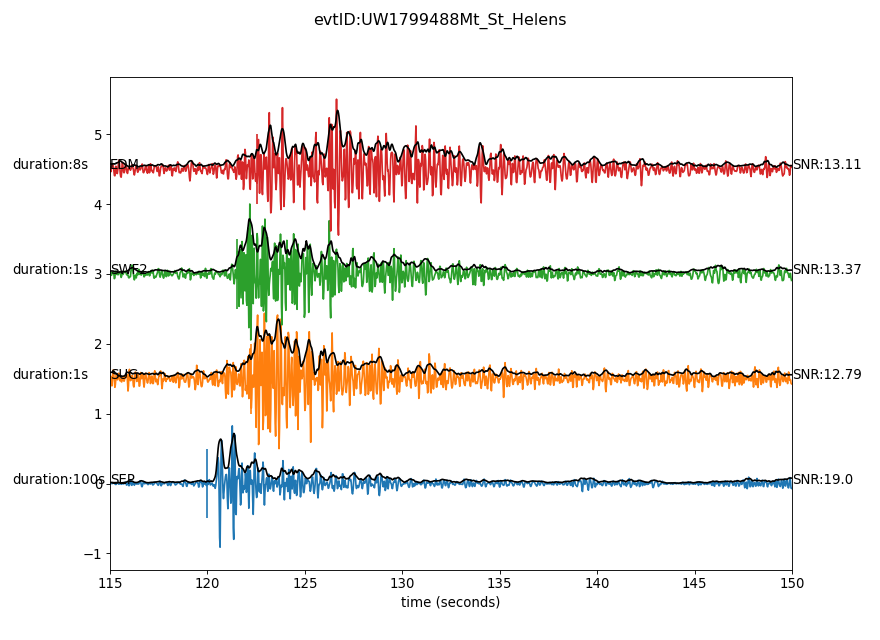 evtID:UW1799488Mt_St_Helens
5
duration:8s EDM SNR:13.11
4
duration:1s SWF2 SNR:13.37
3
2
duration:1s SUG SNR:12.79
1
duration:100s SEP SNR:19.0
0
−1
115 120 125 130 135 140 145 150
time (seconds)